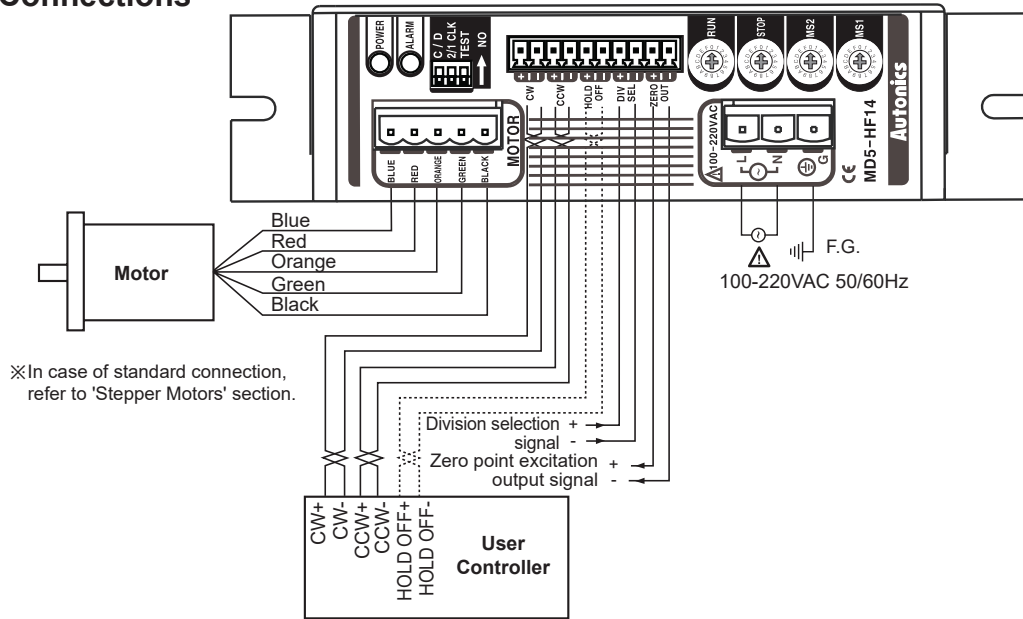 Connections
POWER
ALARM
C / D
2/1 CLK
TEST
NO
+ - + - + - + - + -
CW
CCW
HOLD
OFF
DIV
SEL
ZERO
OUT
RUN
STOP
MS2
MS1
BLUE
RED
ORANGE
GREEN
BLACK
MOTOR
100-220VAC
L
N
G
MD5-HF14
Autonics
Motor
Blue
Red
Orange
Green
Black
F.G.
100-220VAC 50/60Hz
※In case of standard connection,
refer to 'Stepper Motors' section.
Division selection +
signal -
Zero point excitation +
output signal -
CW+
CW-
CCW+
CCW-
HOLD OFF+
HOLD OFF-
User
Controller